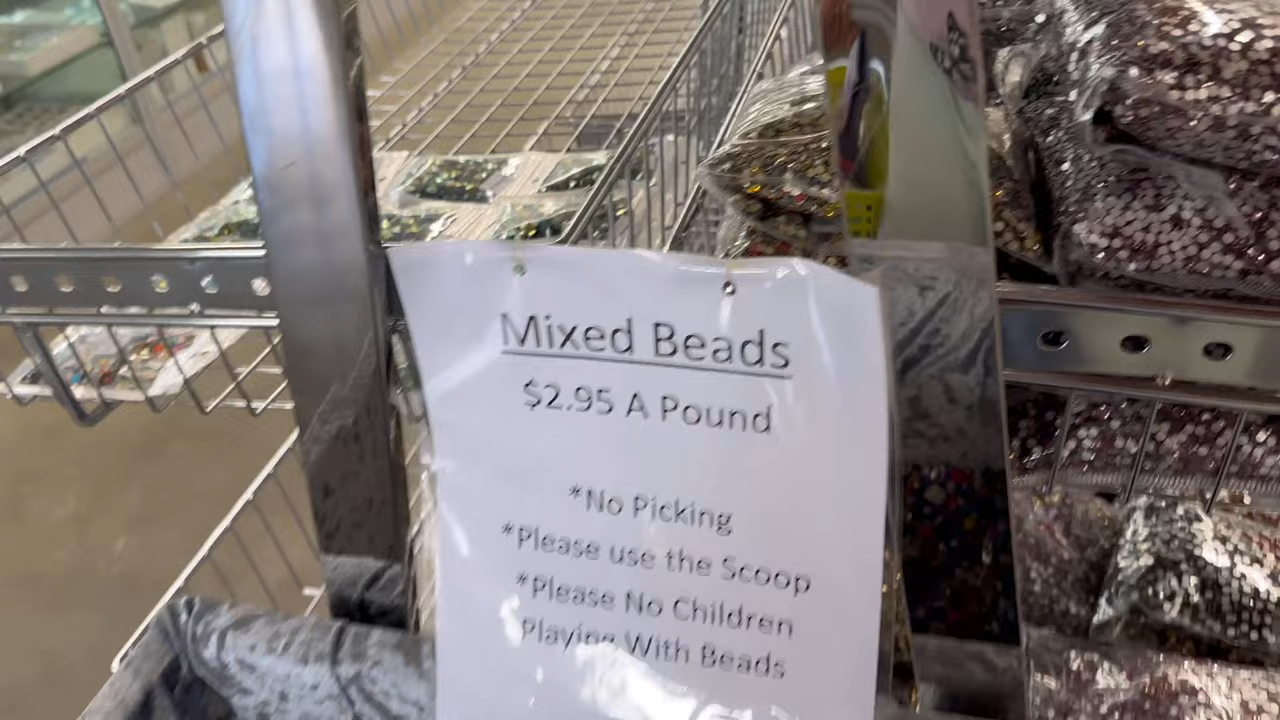 Mixed Beads
$2.95 A Pound
*No Picking
*Please use the Scoop
*Please No Children
Playing With Beads